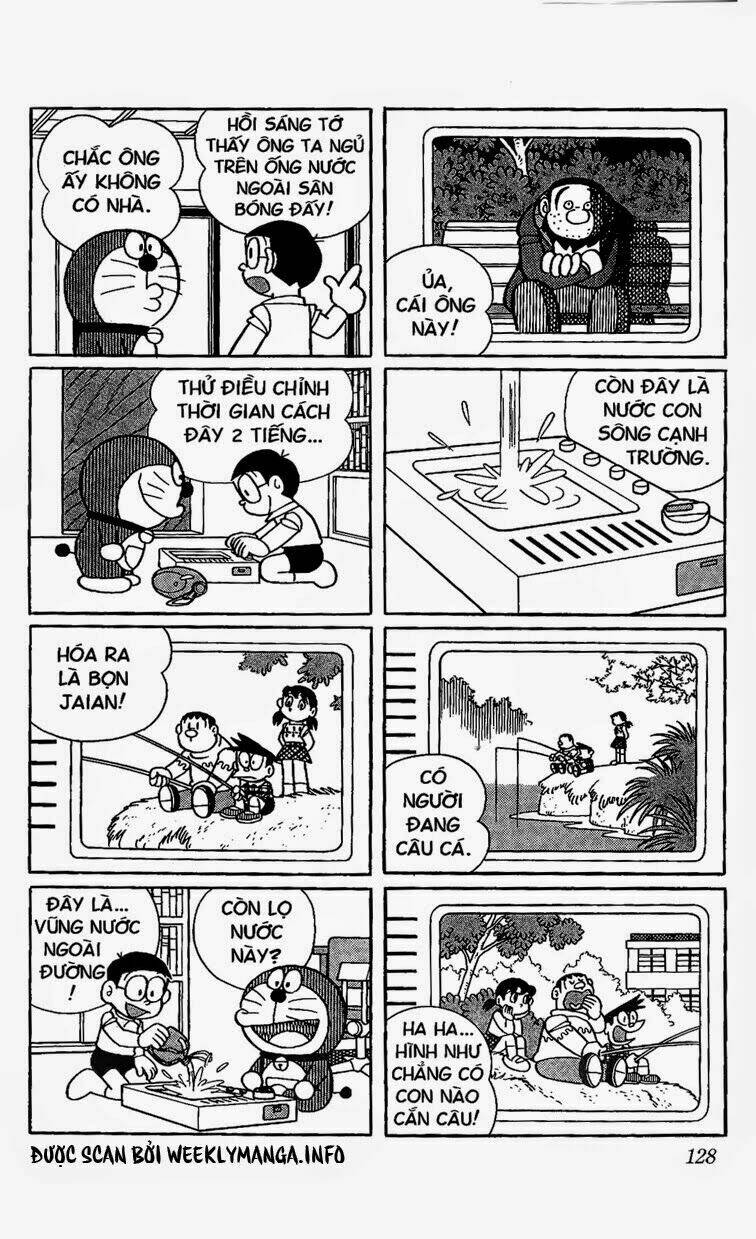 ỦA,
CÁI ÔNG
NÀY!
HỒI SÁNG TỚ
THẤY ÔNG TA NGỦ
TRÊN ỐNG NƯỚC
NGOÀI SÂN
BÓNG ĐẤY!
CHẮC ÔNG
ẤY KHÔNG
CÓ NHÀ.
CÒN ĐÂY LÀ
NƯỚC CON
SÔNG CẠNH
TRƯỜNG.
THỬ ĐIỀU CHỈNH
THỜI GIAN CÁCH
ĐÂY 2 TIẾNG...
CÓ
NGƯỜI
ĐANG
CÂU CÁ.
HÓA RA
LÀ BỌN
JAIAN!
HA HA...
HÌNH NHƯ
CHẲNG CÓ
CON NÀO
CẮN CÂU!
CÒN LỌ
NƯỚC
NÀY?
ĐÂY LÀ...
VŨNG NƯỚC
NGOÀI
ĐƯỜNG
!
ĐƯỢC SCAN BỞI WEEKLYMANGA.INFO
128